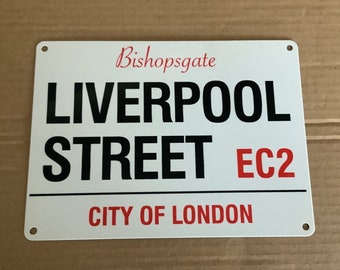 Bishopsgate
LIVERPOOL
STREET EC2
CITY OF LONDON